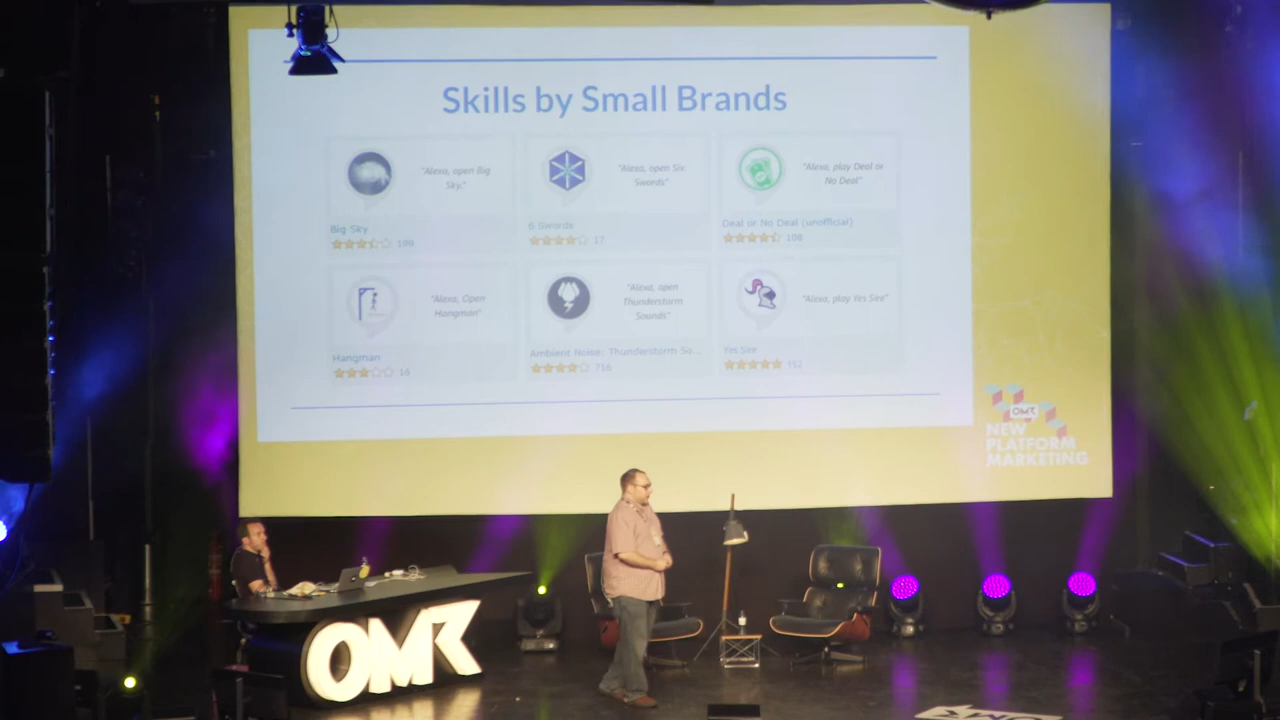 Skills by Small Brands
"Alexa, open Big
Sky."
Big Sky
199
"Alexa, open Six
Swords"
6 Swords
17
"Alexa, play Deal or
No Deal"
Deal or No Deal (unofficial)
108
"Alexa, Open
Hangman"
Hangman
16
"Alexa, open
Thunderstorm
Sounds"
Ambient Noise: Thunderstorm So...
716
"Alexa, play Yes Sire"
Yes Sire
152
OMR
NEW
PLATFORM
MARKETING
OMR
OMR